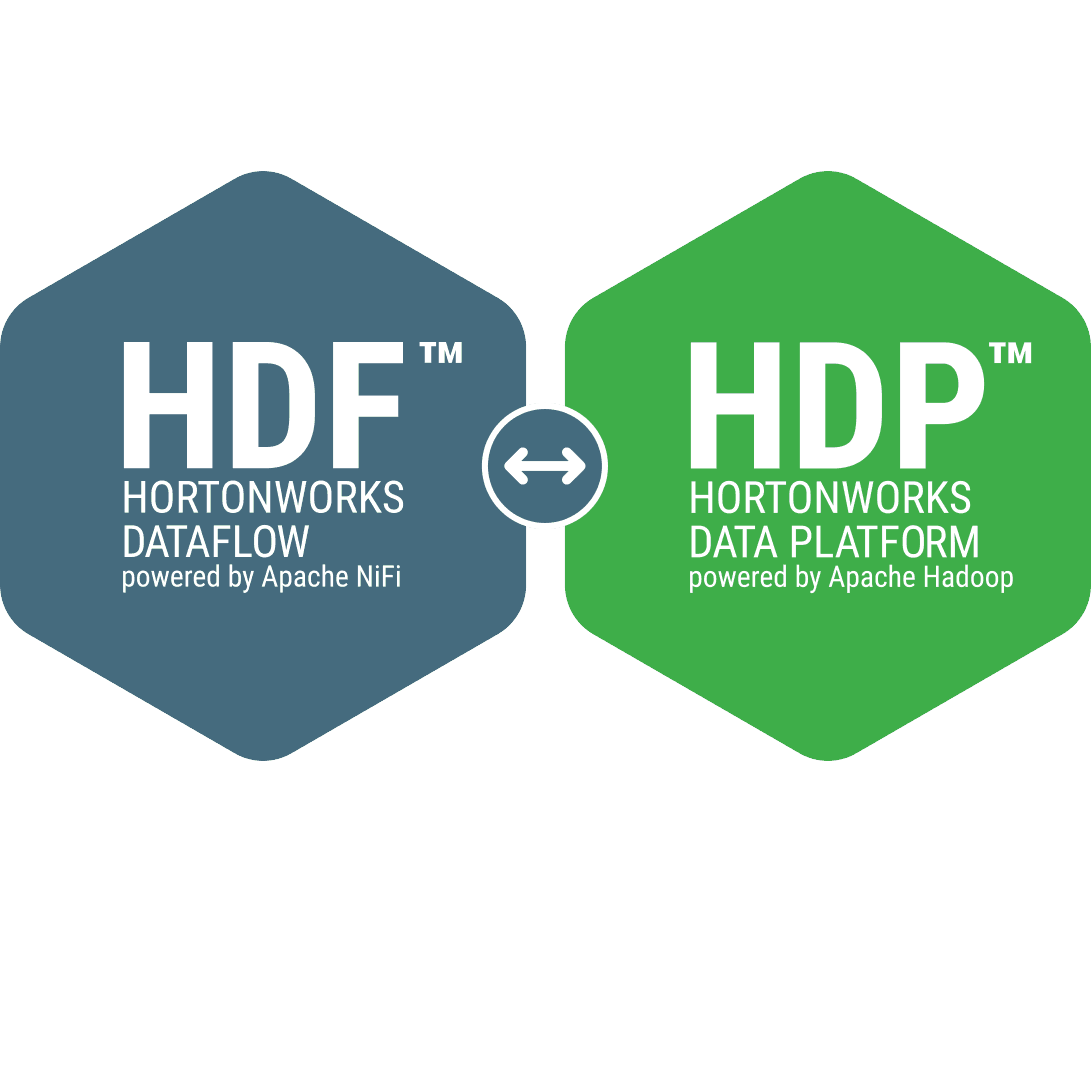 HDF™
HORTONWORKS
DATAFLOW
powered by Apache NiFi
HDP™
HORTONWORKS
DATA PLATFORM
powered by Apache Hadoop